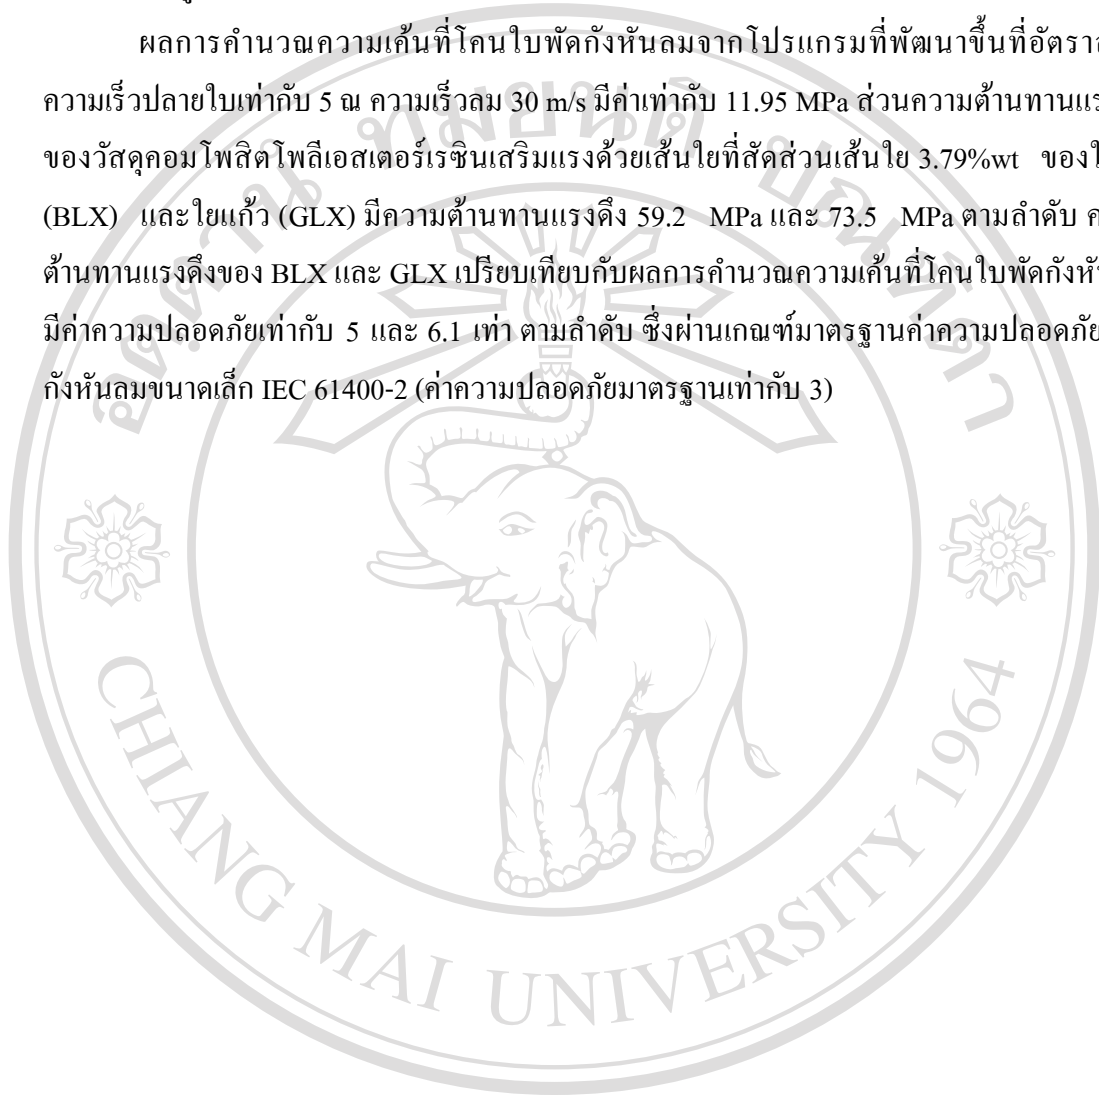 ผลการคำนวณความเค้นที่โคนใบพัดกังหันลมจากโปรแกรมที่พัฒนาขึ้นที่อัตรา
ความเร็วปลายใบเท่ากับ 5 ณ ความเร็วลม 30 m/s มีค่าเท่ากับ 11.95 MPa ส่วนความต้านทาน
ของวัสดุคอมโพสิตโพลีเอสเตอร์เรซินเสริมแรงด้วยเส้นใยที่สัดส่วนเส้นใย 3.79%wt ของ
(BLX) และใยแก้ว (GLX) มีความต้านทานแรงดึง 59.2 MPa และ 73.5 MPa ตามลำดับ
ต้านทานแรงดึงของ BLX และ GLX เปรียบเทียบกับผลการคำนวณความเค้นที่โคนใบพัด
มีค่าความปลอดภัยเท่ากับ 5 และ 6.1 เท่า ตามลำดับ ซึ่งผ่านเกณฑ์มาตรฐานค่าความปลอดภัย
กังหันลมขนาดเล็ก IEC 61400-2 (ค่าความปลอดภัยมาตรฐานเท่ากับ 3)
อตฺตานํ ทมยนฺติ ปณฺฑิตา
CHIANG MAI UNIVERSITY 1964